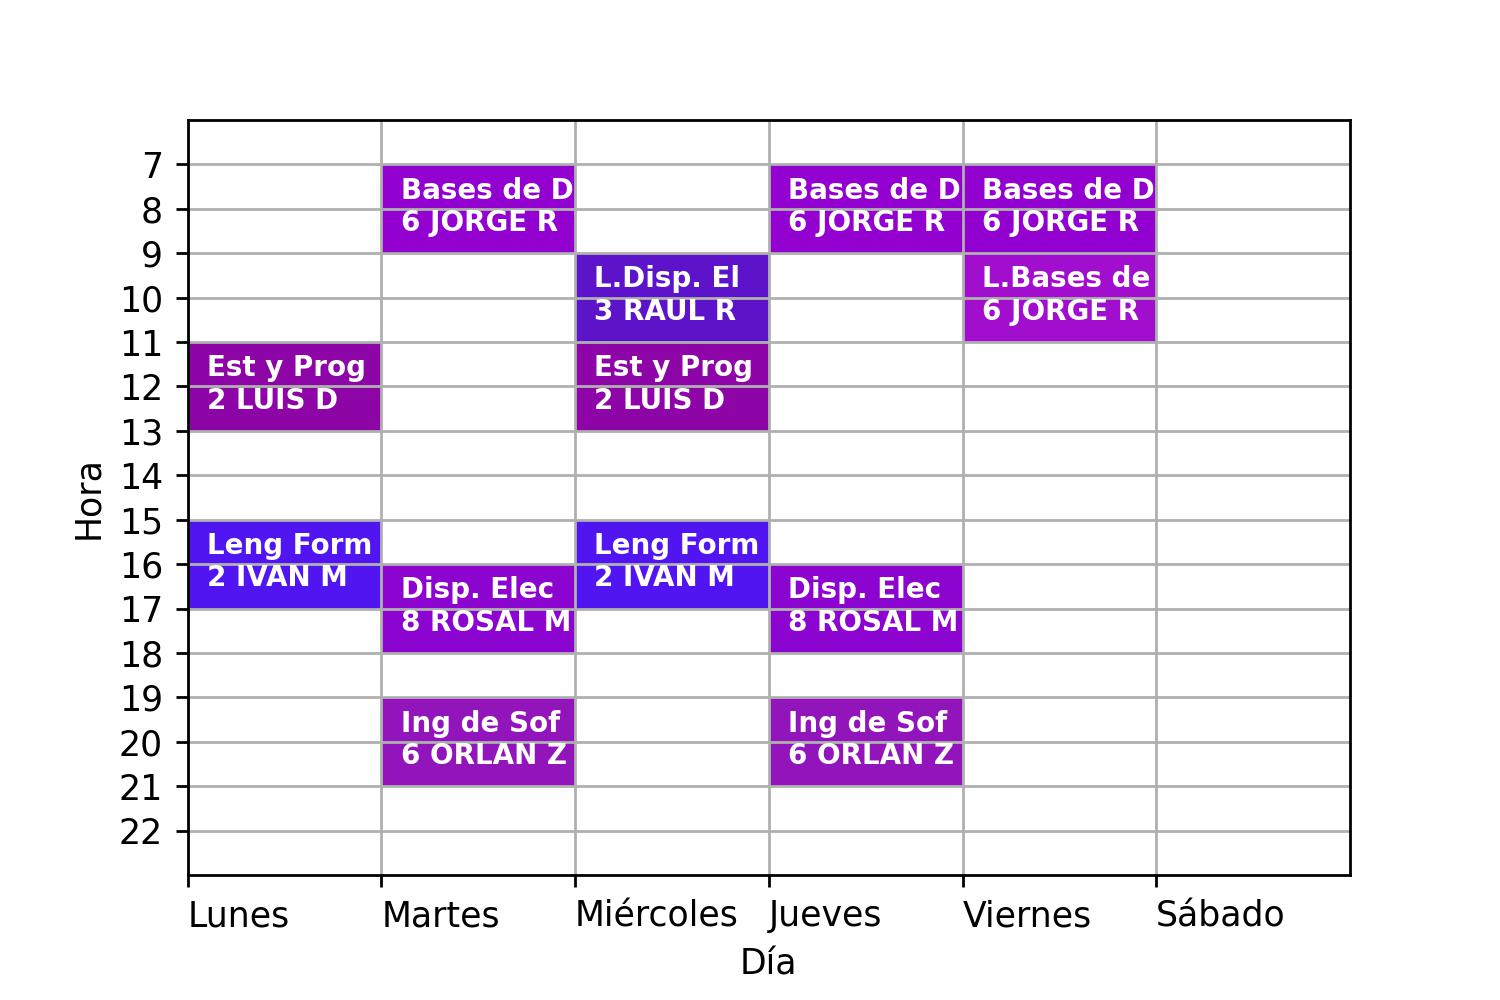 7
Bases de D
Bases de D
Bases de D
8
6 JORGE R
6 JORGE R
6 JORGE R
9
L.Disp. El
L.Bases de
10
3 RAUL R
6 JORGE R
11
Est y Prog
Est y Prog
12
2 LUIS D
2 LUIS D
13
14
Hora
15
Leng Form
Leng Form
16
2 IVAN M
2 IVAN M
Disp. Elec
Disp. Elec
17
8 ROSAL M
8 ROSAL M
18
19
Ing de Sof
Ing de Sof
20
6 ORLAN Z
6 ORLAN Z
21
22
Lunes Martes Miércoles Jueves Viernes Sábado
Día